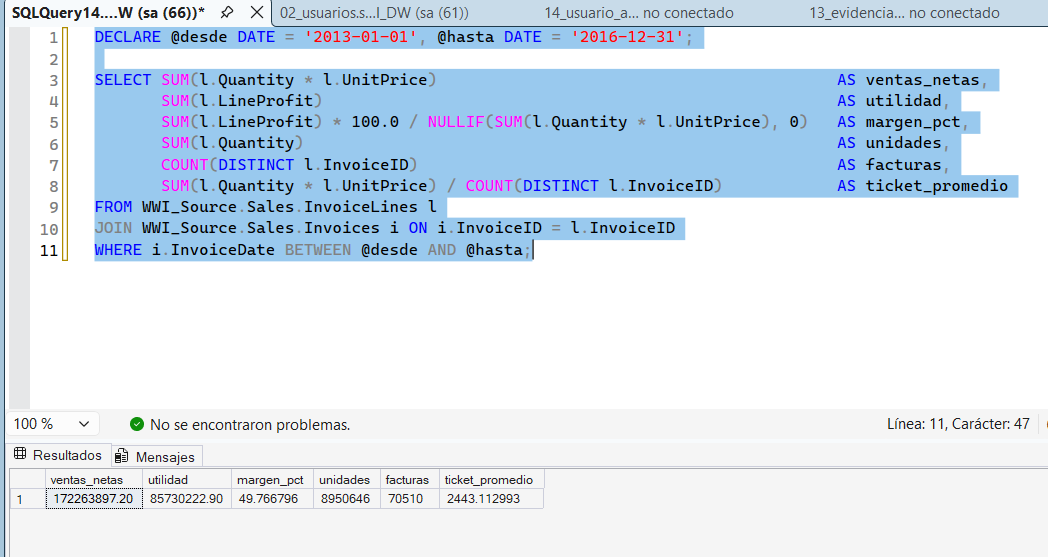 SQLQuery14....W (sa (66))* 02_usuarios.s...l_DW (sa (61)) 14_usuario_a... no conectado 13_evidencia... no conectado
1 DECLARE @desde DATE = '2013-01-01', @hasta DATE = '2016-12-31';
2
3 SELECT SUM(l.Quantity * l.UnitPrice) AS ventas_netas,
4 SUM(l.LineProfit) AS utilidad,
5 SUM(l.LineProfit) * 100.0 / NULLIF(SUM(l.Quantity * l.UnitPrice), 0) AS margen_pct,
6 SUM(l.Quantity) AS unidades,
7 COUNT(DISTINCT l.InvoiceID) AS facturas,
8 SUM(l.Quantity * l.UnitPrice) / COUNT(DISTINCT l.InvoiceID) AS ticket_promedio
9 FROM WWI_Source.Sales.InvoiceLines l
10 JOIN WWI_Source.Sales.Invoices i ON i.InvoiceID = l.InvoiceID
11 WHERE i.InvoiceDate BETWEEN @desde AND @hasta;
100 % No se encontraron problemas. Línea: 11, Carácter: 47
Resultados Mensajes
ventas_netas utilidad margen_pct unidades facturas ticket_promedio
1 172263897.20 85730222.90 49.766796 8950646 70510 2443.112993